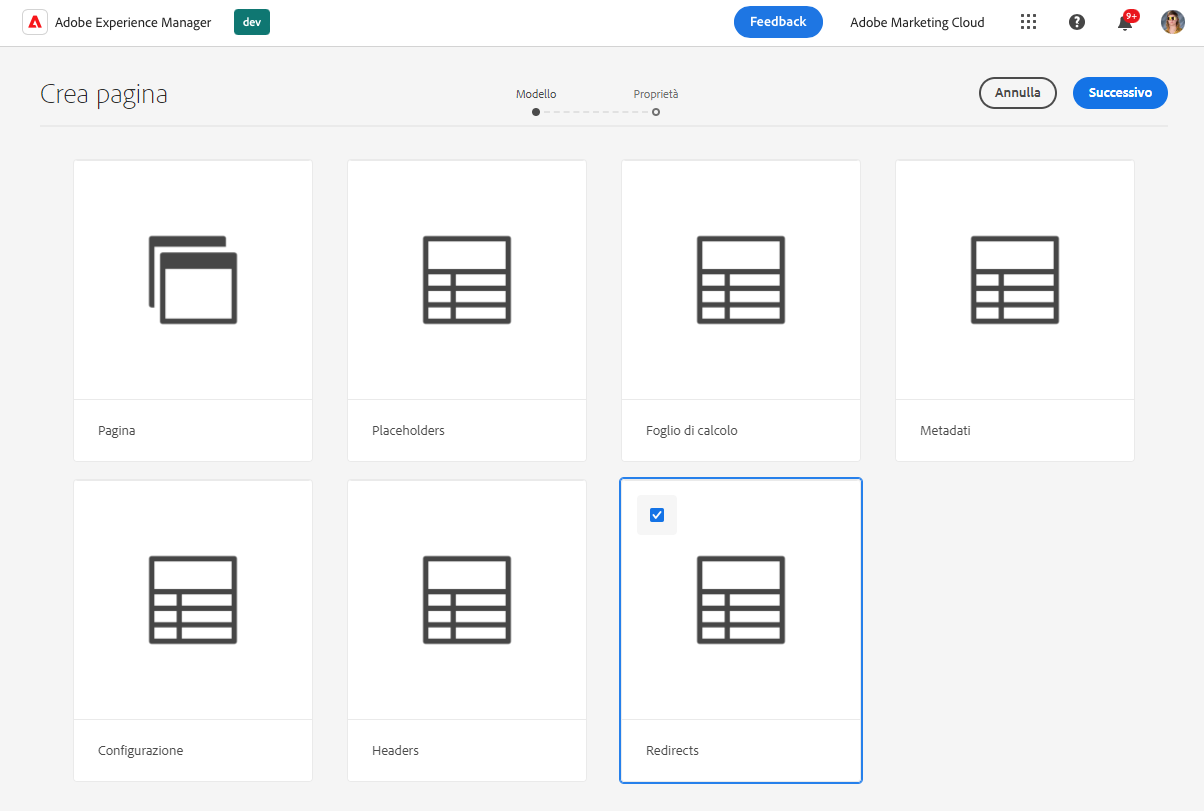 Adobe Experience Manager
dev
Feedback
Adobe Marketing Cloud
9+
Crea pagina
Modello
Proprietà
Annulla
Successivo
Pagina
Placeholders
Foglio di calcolo
Metadati
Configurazione
Headers
Redirects